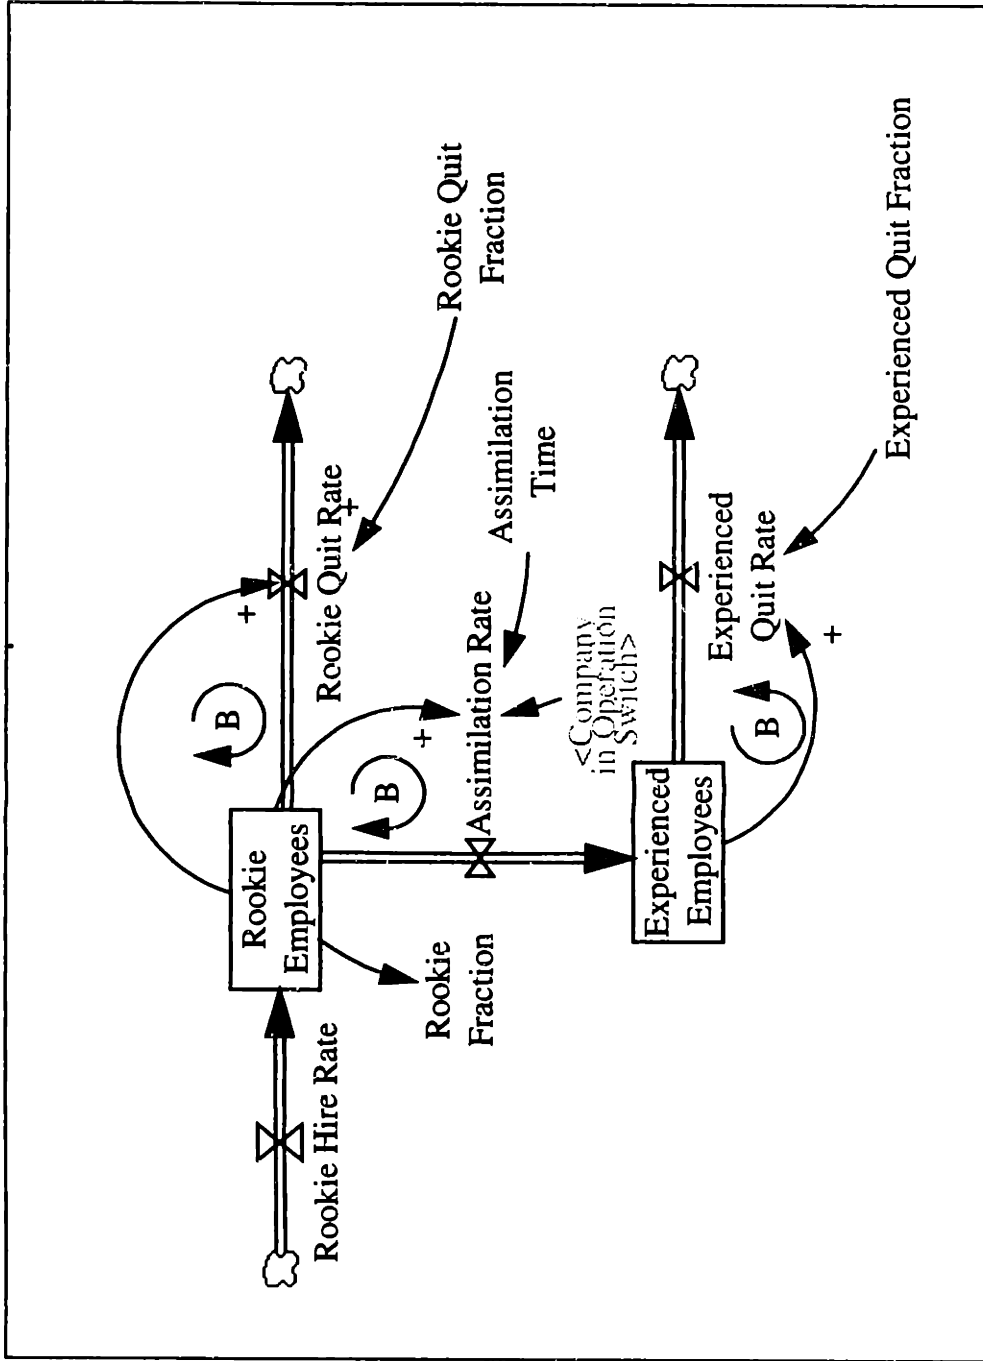 +
B
Rookie
Employees
Rookie Hire Rate
Rookie Quit Rate
+
Rookie Quit
Fraction
B
+
Rookie
Fraction
Assimilation Rate
Assimilation
Time
<Company
in Operation
Switch>
Experienced
Employees
Experienced
Quit Rate
B
+
Experienced Quit Fraction